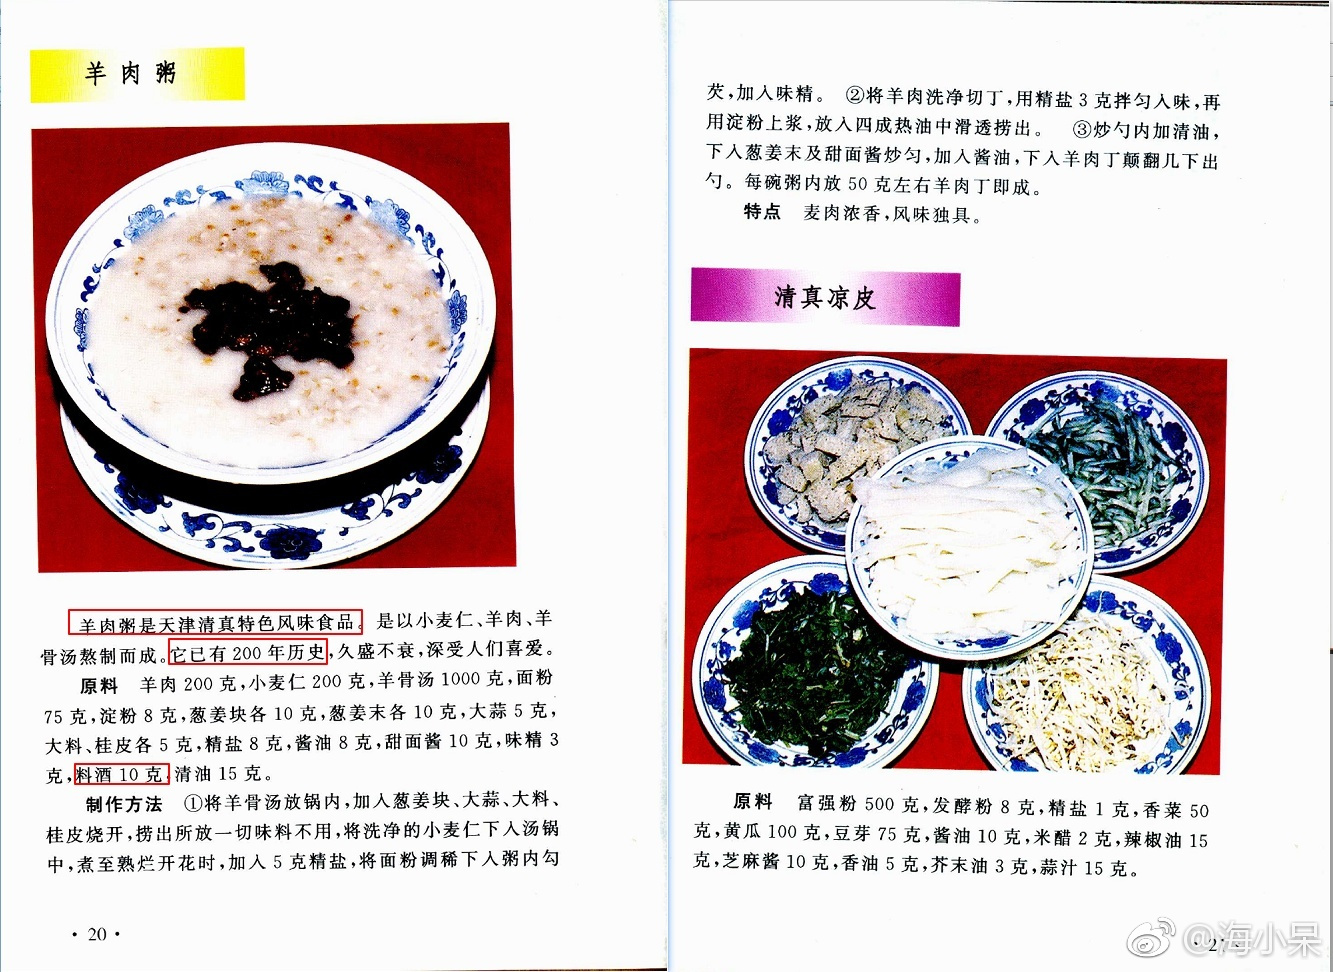 羊肉粥
羊肉粥是天津清真特色风味食品。是以小麦仁、羊肉、羊
骨汤熬制而成。它已有200年历史,久盛不衰,深受人们喜爱。
原料 羊肉200克,小麦仁200克,羊骨汤1000克,面粉
75克,淀粉8克,葱姜块各10克,葱姜末各10克,大蒜5克,
大料、桂皮各5克,精盐8克,酱油8克,甜面酱10克,味精3
克,料酒10克,清油15克。
制作方法 ①将羊骨汤放锅内,加入葱姜块、大蒜、大料、
桂皮烧开,捞出所放一切味料不用,将洗净的小麦仁下入汤锅
中,煮至熟烂开花时,加入5克精盐,将面粉调稀下入粥内勾
·20·
芡,加入味精。 ②将羊肉洗净切丁,用精盐3克拌匀入味,再
用淀粉上浆,放入四成热油中滑透捞出。 ③炒勺内加清油,
下入葱姜末及甜面酱炒匀,加入酱油,下入羊肉丁颠翻几下出
勺。每碗粥内放50克左右羊肉丁即成。
特点 麦肉浓香,风味独具。
清真凉皮
原料 富强粉500克,发酵粉8克,精盐1克,香菜50
克,黄瓜100克,豆芽75克,酱油10克,米醋2克,辣椒油15
克,芝麻酱10克,香油5克,芥末油3克,蒜汁15克。
@海小呆